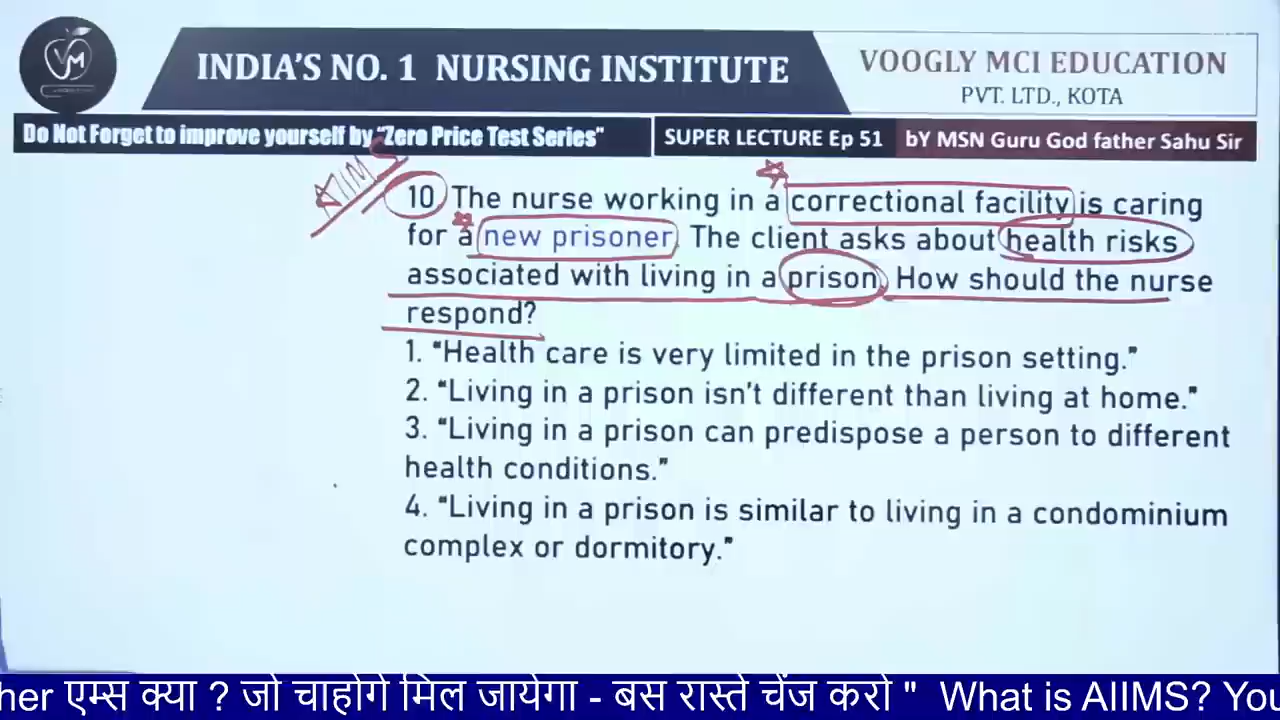 VM
INDIA'S NO. 1 NURSING INSTITUTE
VOOGLY MCI EDUCATION
PVT. LTD., KOTA
Do Not Forget to improve yourself by "Zero Price Test Series"
SUPER LECTURE Ep 51 bY MSN Guru God father Sahu Sir
AIIMS
10 The nurse working in a correctional facility is caring
for a new prisoner. The client asks about health risks
associated with living in a prison. How should the nurse
respond?
1. "Health care is very limited in the prison setting."
2. "Living in a prison isn't different than living at home."
3. "Living in a prison can predispose a person to different
health conditions."
4. "Living in a prison is similar to living in a condominium
complex or dormitory."
her एम्स क्या ? जो चाहोगे मिल जायेगा - बस रास्ते चेंज करो " What is AIIMS? You